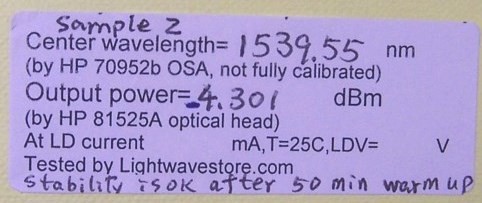 Sample 2
Center wavelength= 1539.55 nm
(by HP 70952b OSA, not fully calibrated)
Output power=-4.301 dBm
(by HP 81525A optical head)
At LD current mA,T=25C,LDV= V
Tested by Lightwavestore.com
Stability is OK after 50 min warm up